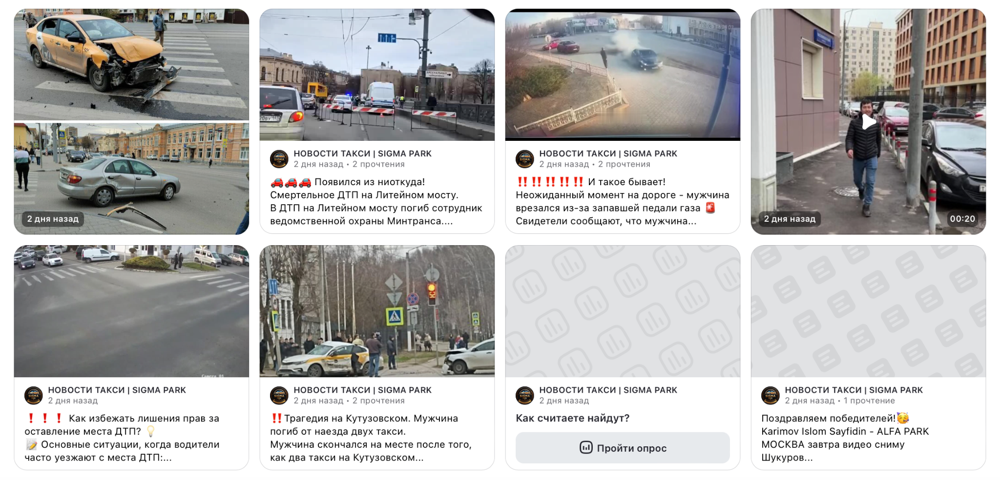 2 дня назад
НОВОСТИ ТАКСИ | SIGMA PARK
2 дня назад • 2 прочтения
🚗🚗🚗 Появился из ниоткуда!
Смертельное ДТП на Литейном мосту.
В ДТП на Литейном мосту погиб сотрудник
ведомственной охраны Минтранса....
АРСЕНАЛЬНАЯ
набережная
НОВОСТИ ТАКСИ | SIGMA PARK
2 дня назад • 2 прочтения
‼️‼️‼️‼️‼️ И такое бывает!
Неожиданный момент на дороге - мужчина
врезался из-за запавшей педали газа 🚨
Свидетели сообщают, что мужчина...
2 дня назад
00:20
Camera 01
НОВОСТИ ТАКСИ | SIGMA PARK
2 дня назад
❗❗❗ Как избежать лишения прав за
оставление места ДТП? 💡
📝 Основные ситуации, когда водители
часто уезжают с места ДТП:...
52
НОВОСТИ ТАКСИ | SIGMA PARK
2 дня назад • 2 прочтения
‼️Трагедия на Кутузовском. Мужчина
погиб от наезда двух такси.
Мужчина скончался на месте после того,
как два такси на Кутузовском...
НОВОСТИ ТАКСИ | SIGMA PARK
2 дня назад
Как считаете найдут?
Пройти опрос
НОВОСТИ ТАКСИ | SIGMA PARK
2 дня назад • 1 прочтение
Поздравляем победителей!🥳
Karimov Islom Sayfidin - ALFA PARK
МОСКВА завтра видео сниму
Шукуров...